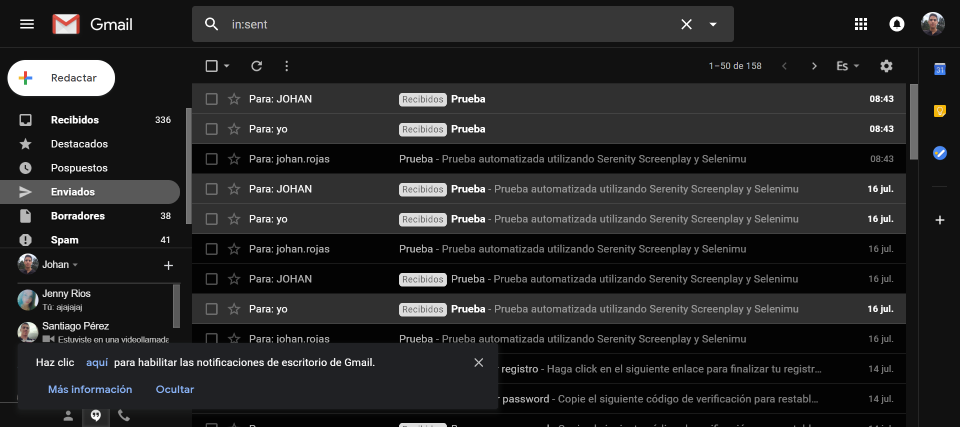 Gmail
in:sent
Redactar
1–50 de 158
Es
Recibidos 336
Destacados
Pospuestos
Enviados
Borradores 38
Spam 41
Johan
Jenny Rios
Tú: ajajajaj
Santiago Pérez
Estuviste en una videollamada
Para: JOHAN Recibidos Prueba 08:43
Para: yo Recibidos Prueba 08:43
Para: johan.rojas Prueba - Prueba automatizada utilizando Serenity Screenplay y Selenimu 08:43
Para: JOHAN Recibidos Prueba - Prueba automatizada utilizando Serenity Screenplay y Selenimu 16 jul.
Para: yo Recibidos Prueba - Prueba automatizada utilizando Serenity Screenplay y Selenimu 16 jul.
Para: johan.rojas Prueba - Prueba automatizada utilizando Serenity Screenplay y Selenimu 16 jul.
Para: JOHAN Recibidos Prueba - Prueba automatizada utilizando Serenity Screenplay y Selenimu 16 jul.
Para: yo Recibidos Prueba - Prueba automatizada utilizando Serenity Screenplay y Selenimu 16 jul.
Para: johan.rojas Prueba - Prueba automatizada utilizando Serenity Screenplay y Selenimu 16 jul.
registro - Haga click en el siguiente enlace para finalizar tu registr... 14 jul.
password - Copie el siguiente código de verificación para restabl... 14 jul.
Haz clic aquí para habilitar las notificaciones de escritorio de Gmail.
Más información Ocultar
31